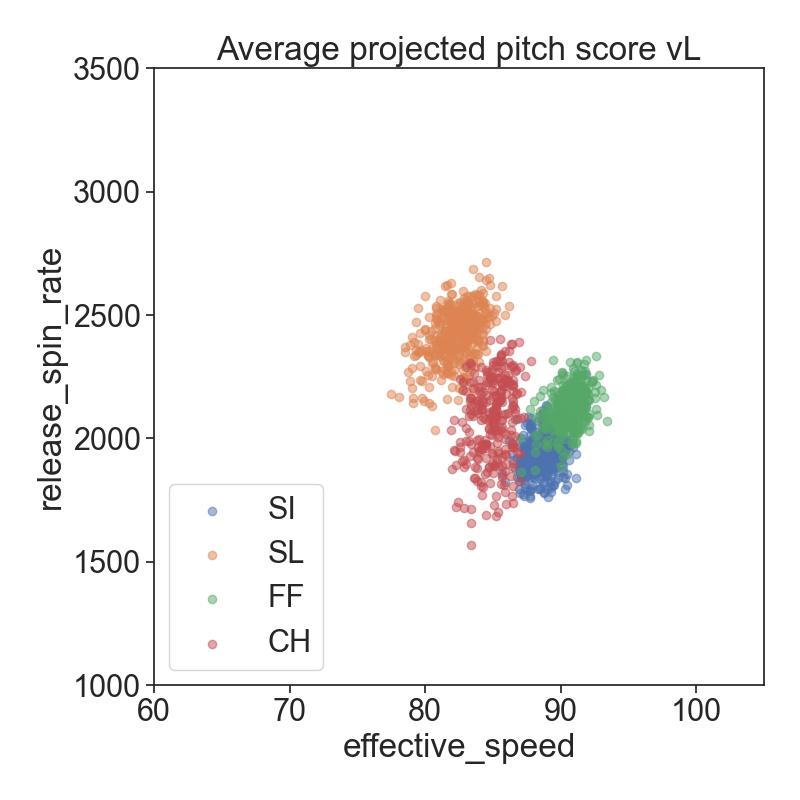 Average projected pitch score vL
3500
3000
2500
2000
1500
1000
release_spin_rate
SI
SL
FF
CH
60
70
80
90
100
effective_speed